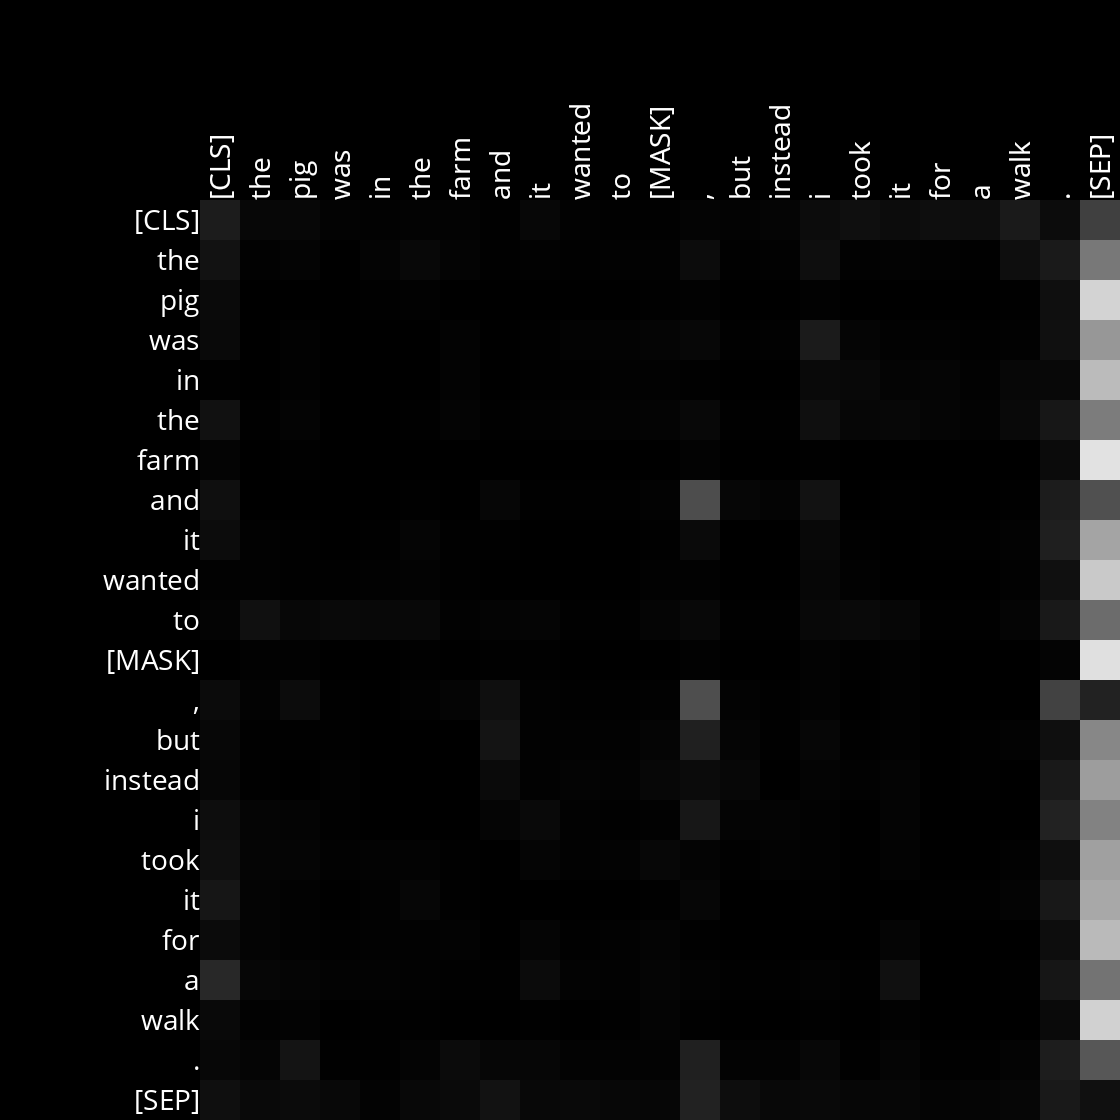 [CLS] the pig was in the farm and it wanted to [MASK] , but instead i took it for a walk . [SEP]
[CLS]
the
pig
was
in
the
farm
and
it
wanted
to
[MASK]
,
but
instead
i
took
it
for
a
walk
.
[SEP]